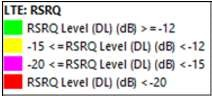 LTE: RSRQ
RSRQ Level (DL) (dB) >=-12
-15 <=RSRQ Level (DL) (dB) <-12
-20 <=RSRQ Level (DL) (dB) <-15
RSRQ Level (DL) (dB) <-20